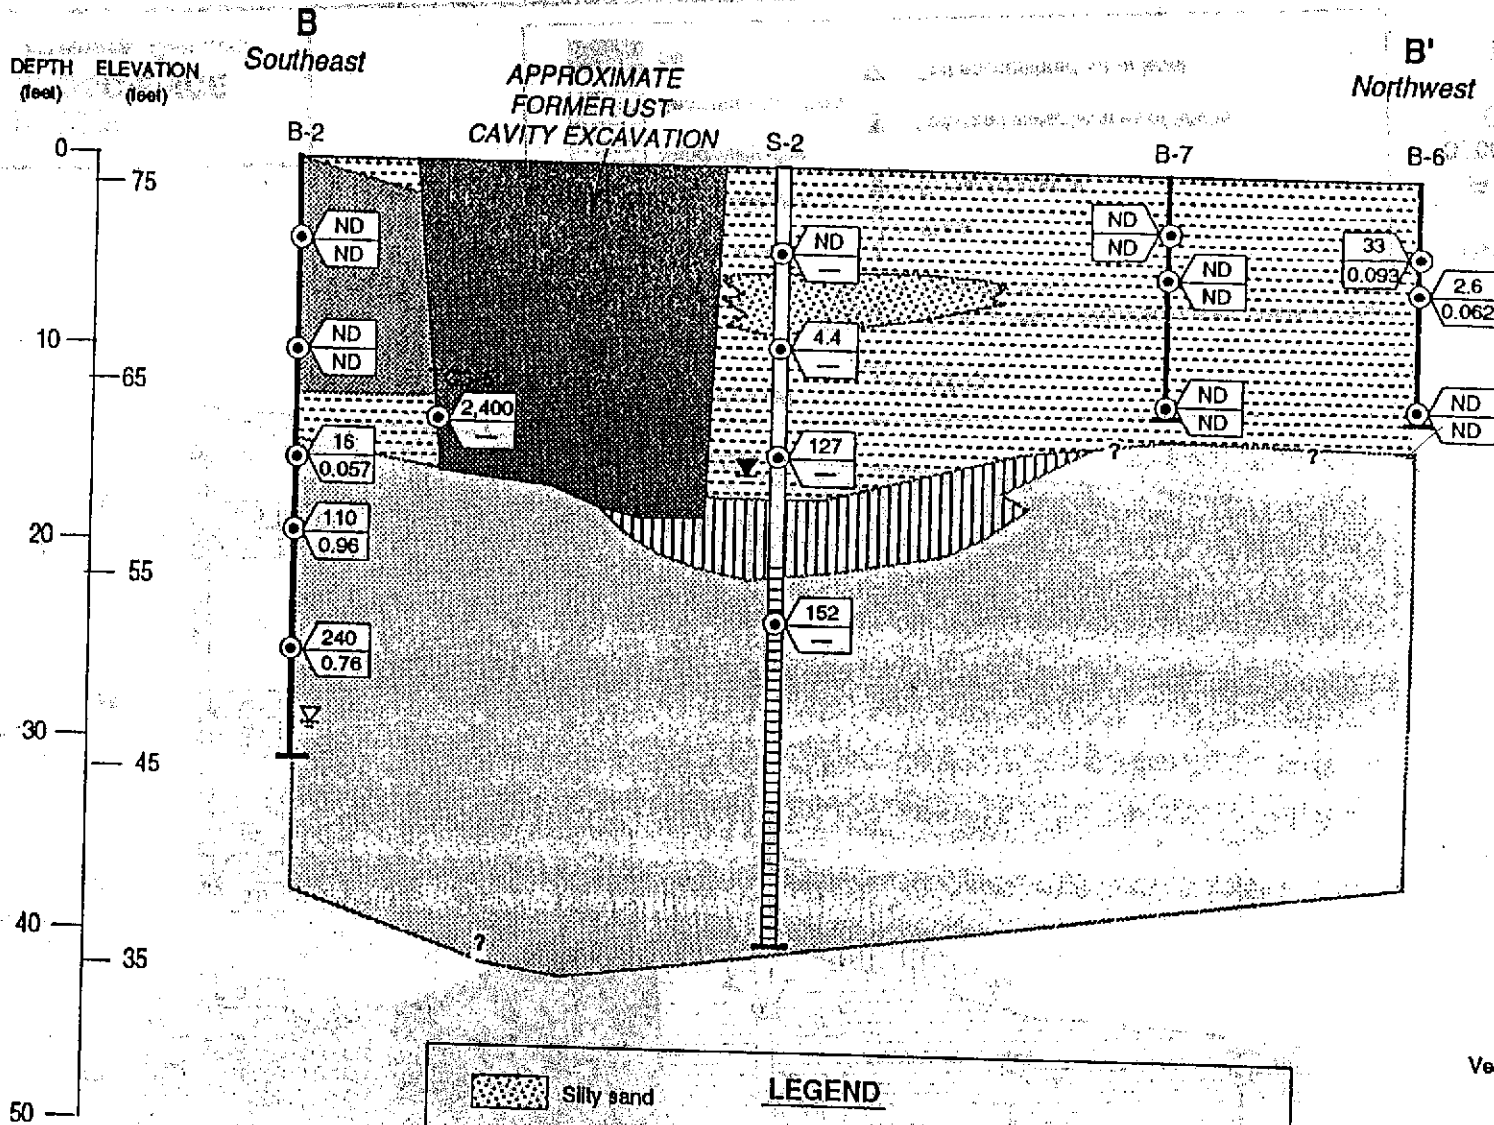 B
Southeast
B'
Northwest
DEPTH
(feet)
ELEVATION
(feet)
APPROXIMATE
FORMER UST
CAVITY EXCAVATION
B-2
S-2
B-7
B-6
0
75
10
65
20
55
30
45
40
35
50
ND
ND
ND
ND
16
0.057
110
0.96
240
0.76
2,400
—
ND
—
4.4
—
127
—
152
—
ND
ND
ND
ND
ND
ND
33
0.093
2.6
0.062
ND
ND
?
?
?
LEGEND
Silty sand
Ve